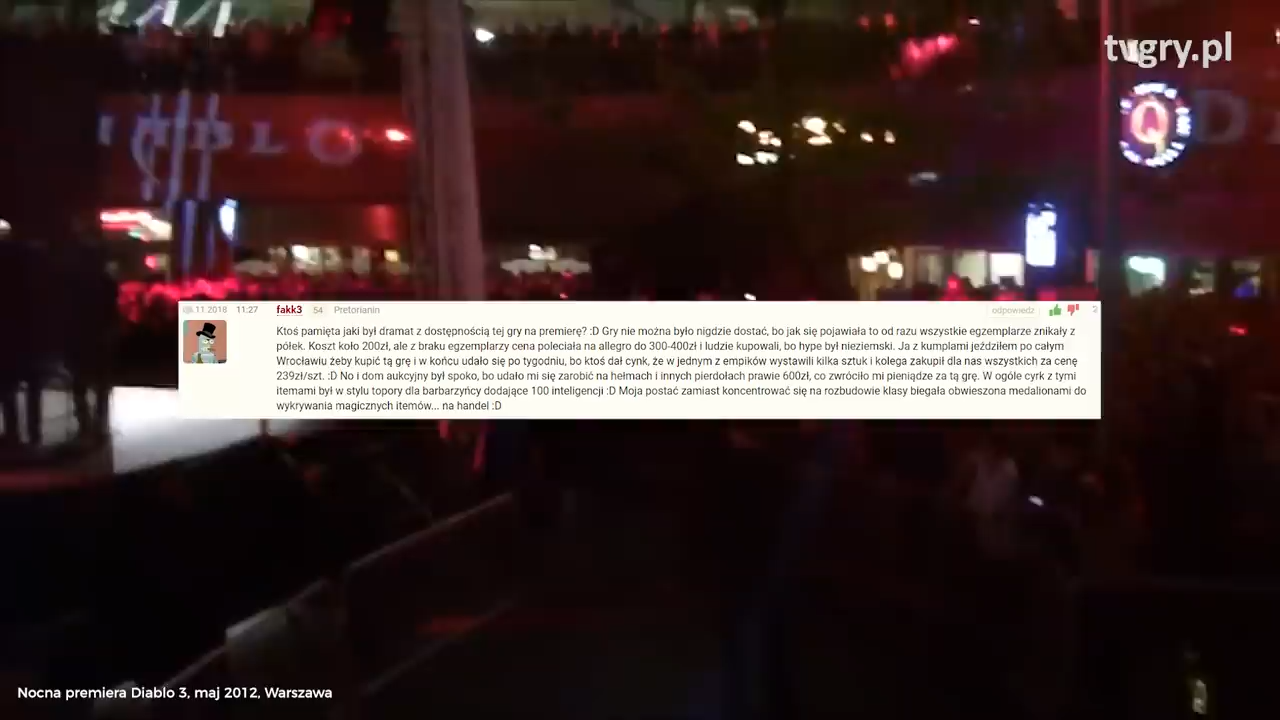 tvgry.pl
DIABLO
Q
.11.2018 11:27 fakk3 54 Pretorianin odpowiedz 2
Ktoś pamięta jaki był dramat z dostępnością tej gry na premierę? :D Gry nie można było nigdzie dostać, bo jak się pojawiała to od razu wszystkie egzemplarze znikały z
półek. Koszt koło 200zł, ale z braku egzemplarzy cena poleciała na allegro do 300-400zł i ludzie kupowali, bo hype był nieziemski. Ja z kumplami jeździłem po całym
Wrocławiu żeby kupić tą grę i w końcu udało się po tygodniu, bo ktoś dał cynk, że w jednym z empików wystawili kilka sztuk i kolega zakupił dla nas wszystkich za cenę
239zł/szt. :D No i dom aukcyjny był spoko, bo udało mi się zarobić na hełmach i innych pierdołach prawie 600zł, co zwróciło mi pieniądze za tą grę. W ogóle cyrk z tymi
itemami był w stylu topory dla barbarzyńcy dodające 100 inteligencji :D Moja postać zamiast koncentrować się na rozbudowie klasy biegała obwieszona medalionami do
wykrywania magicznych itemów... na handel :D
Nocna premiera Diablo 3, maj 2012, Warszawa